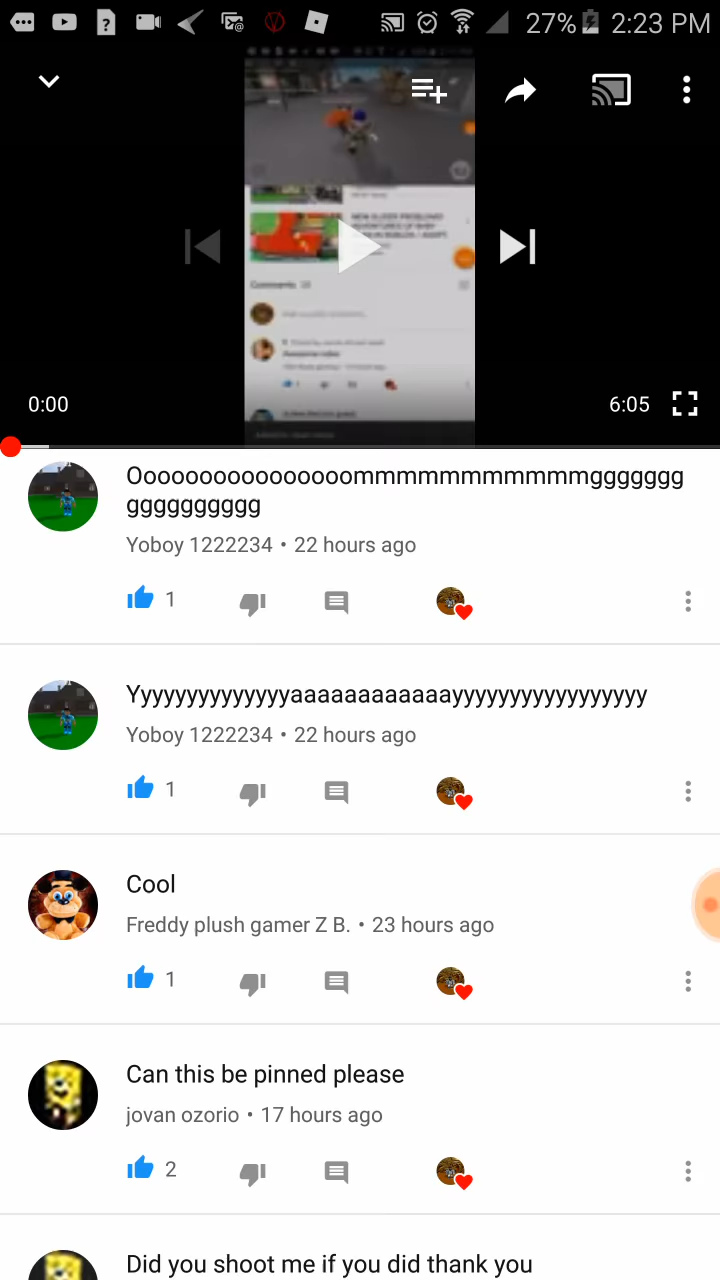 27% 2:23 PM
0:00
6:05
Oooooooooooooooommmmmmmmmmmggggggg
gggggggggg
Yoboy 1222234 • 22 hours ago
1
Yyyyyyyyyyyyyaaaaaaaaaaaayyyyyyyyyyyyyyyy
Yoboy 1222234 • 22 hours ago
1
Cool
Freddy plush gamer Z B. • 23 hours ago
1
Can this be pinned please
jovan ozorio • 17 hours ago
2
Did you shoot me if you did thank you